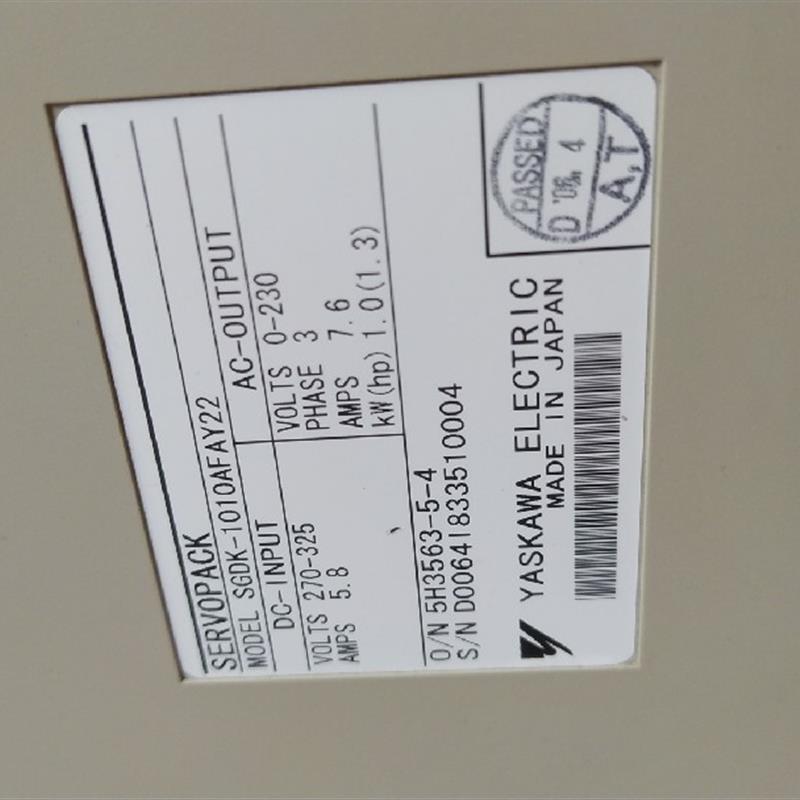 SERVOPACK
MODEL SGDK-1010AFAY22
DC-INPUT
VOLTS 270-325
AMPS 5.8
AC-OUTPUT
VOLTS 0-230
PHASE 3
AMPS 7.6
kW(hp) 1.0(1.3)
O/N 5H3563-5-4
S/N D0064I833510004
YASKAWA ELECTRIC
MADE IN JAPAN
PASSED
D '06. 4
A,T